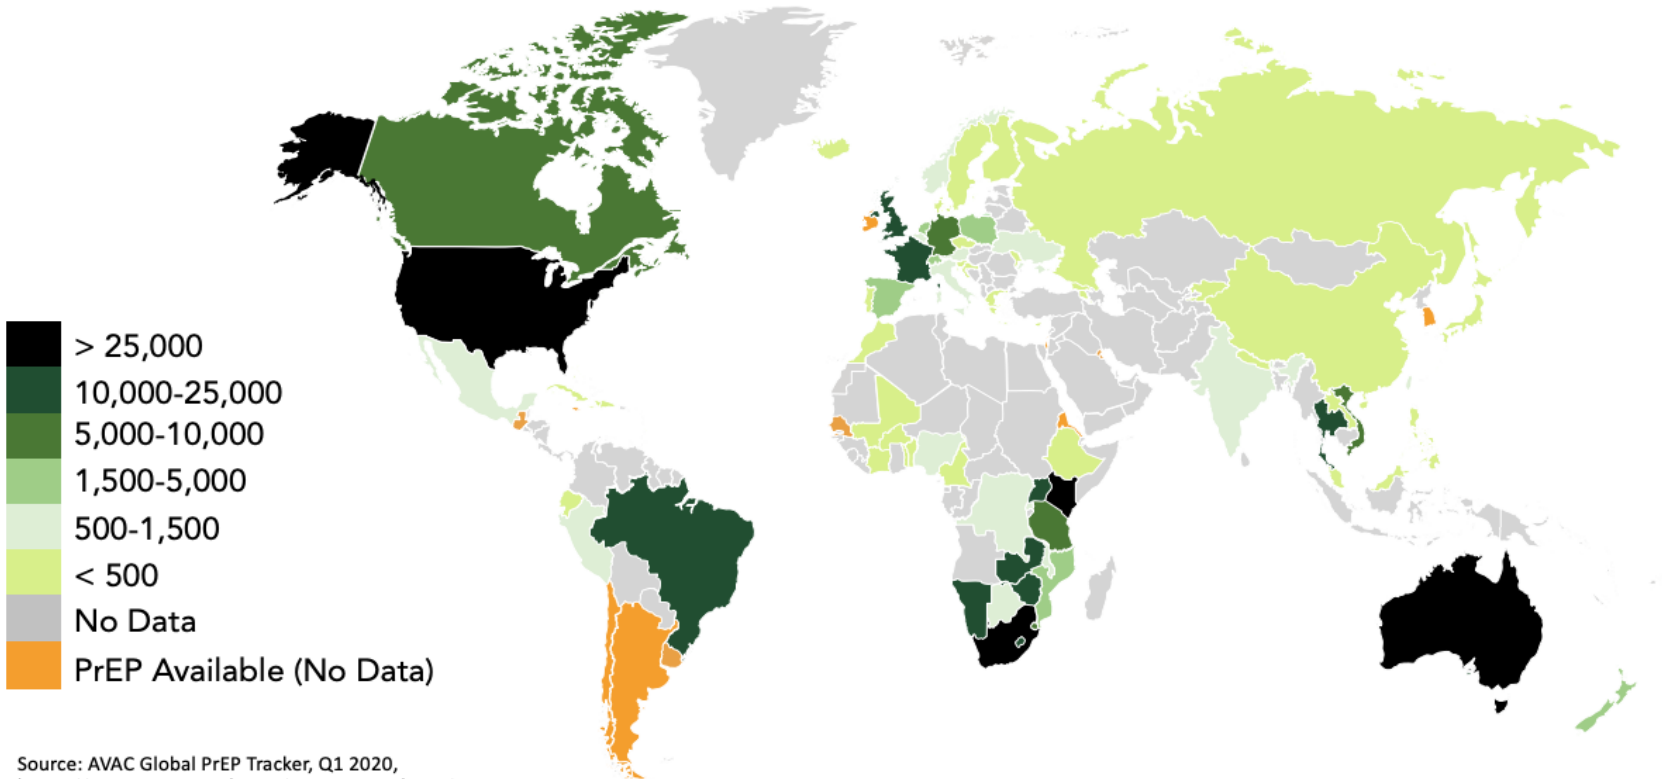 > 25,000
10,000-25,000
5,000-10,000
1,500-5,000
500-1,500
< 500
No Data
PrEP Available (No Data)
Source: AVAC Global PrEP Tracker, Q1 2020,